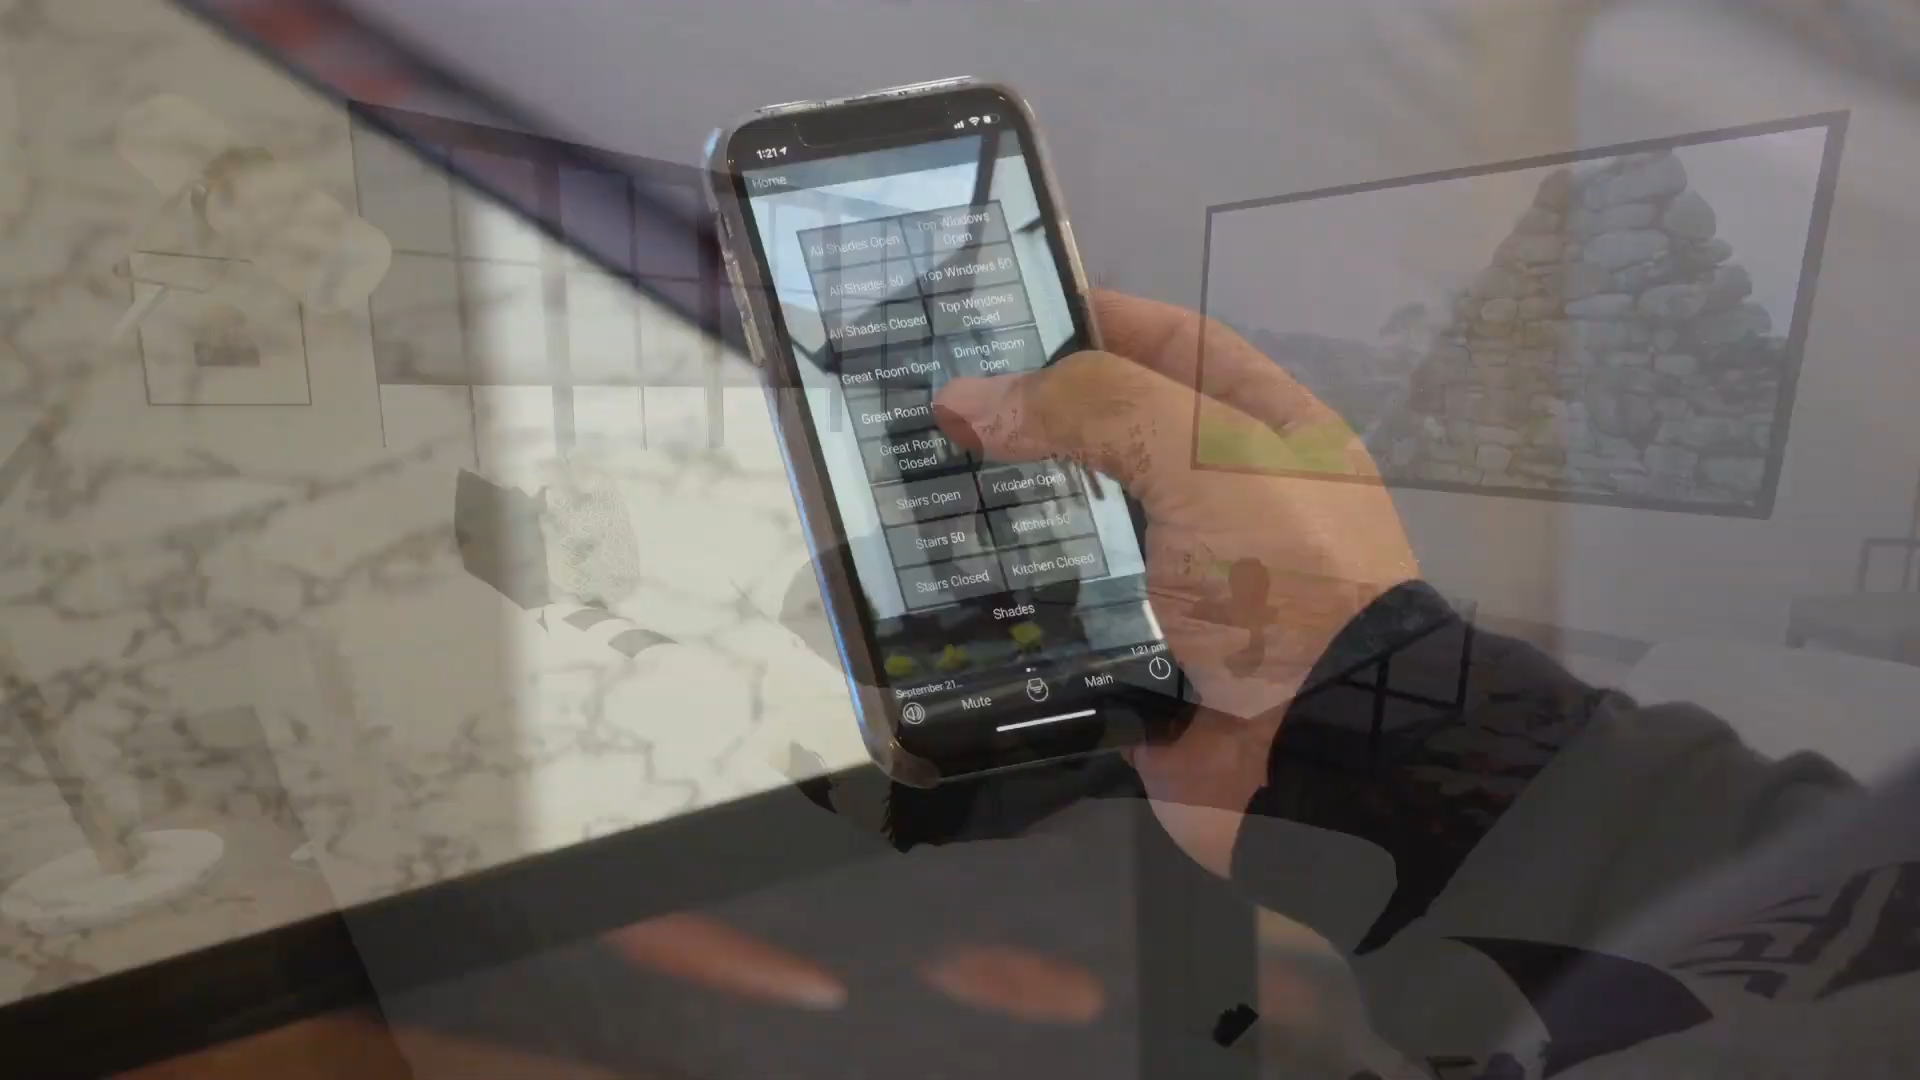 1:21
Home
All Shades Open
Top Windows
Open
All Shades 50
Top Windows 50
All Shades Closed
Top Windows
Closed
Great Room Open
Dining Room
Open
Great Room
Great Room
Closed
Stairs Open
Kitchen Open
Stairs 50
Kitchen 50
Stairs Closed
Kitchen Closed
Shades
September 21...
1:21 pm
Mute
Main